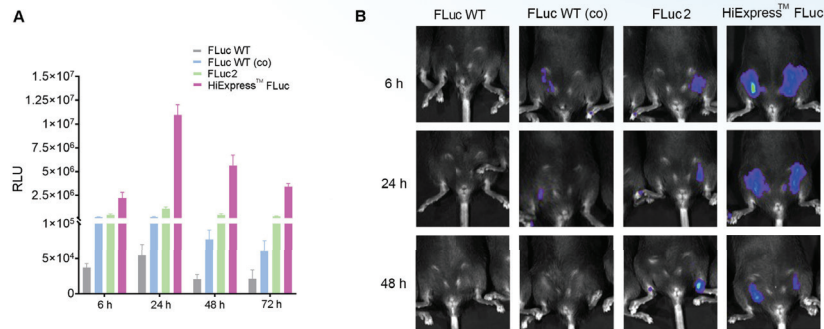 A
FLuc WT
FLuc WT (co)
FLuc2
HiExpress™ FLuc
RLU
1.5×10⁷
1.25×10⁷
1×10⁷
7.5×10⁶
5×10⁶
2.5×10⁶
1×10⁵
5×10⁴
0
6 h 24 h 48 h 72 h
B
FLuc WT FLuc WT (co) FLuc2 HiExpress™ FLuc
6 h
24 h
48 h